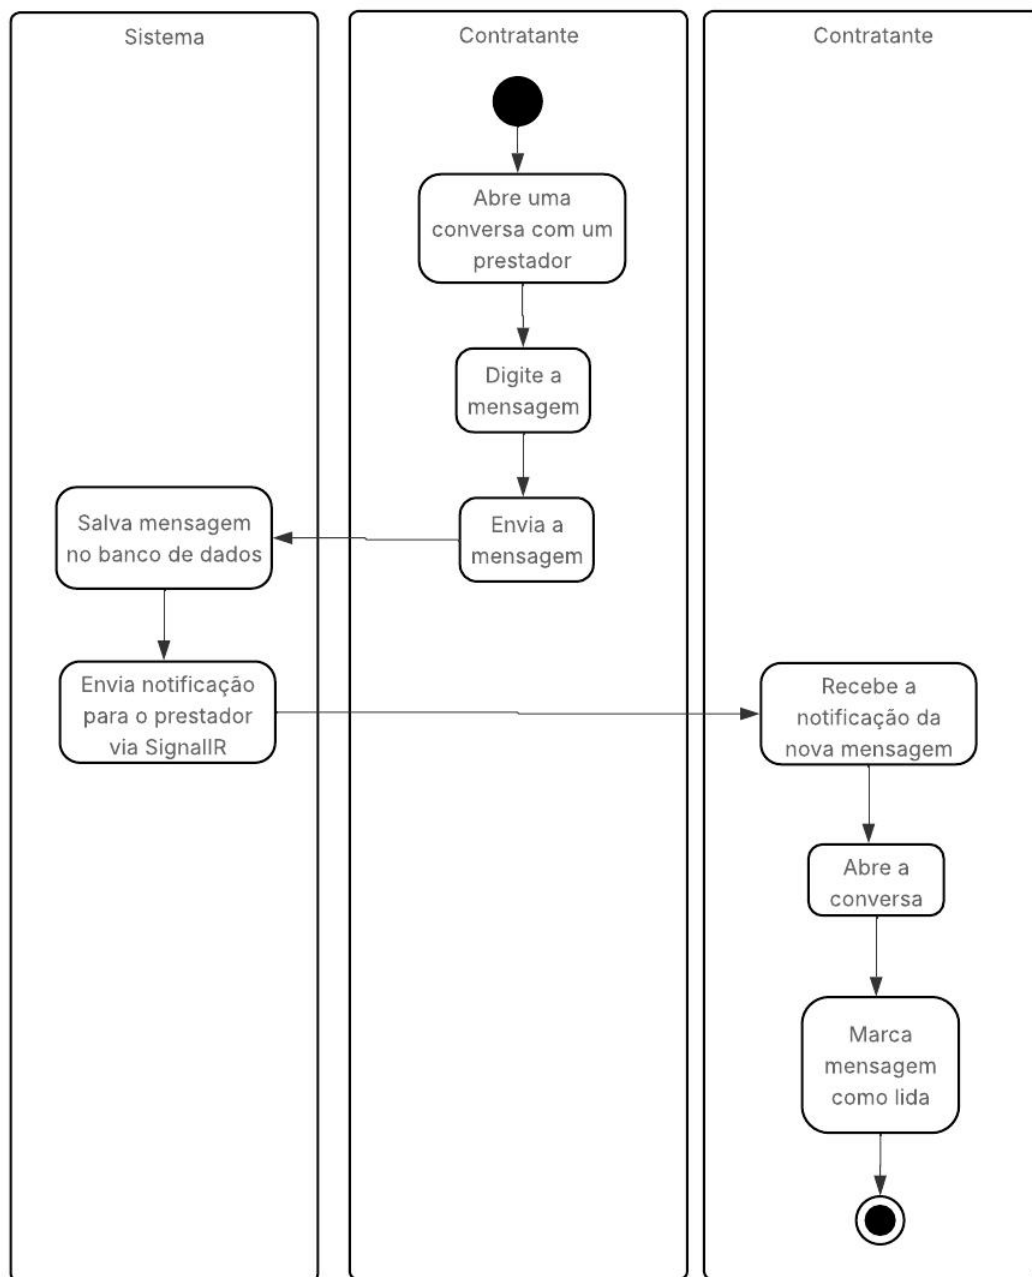 Sistema
Contratante
Contratante
Abre uma
conversa com um
prestador
Digite a
mensagem
Envia a
mensagem
Salva mensagem
no banco de dados
Envia notificação
para o prestador
via SignalIR
Recebe a
notificação da
nova mensagem
Abre a
conversa
Marca
mensagem
como lida